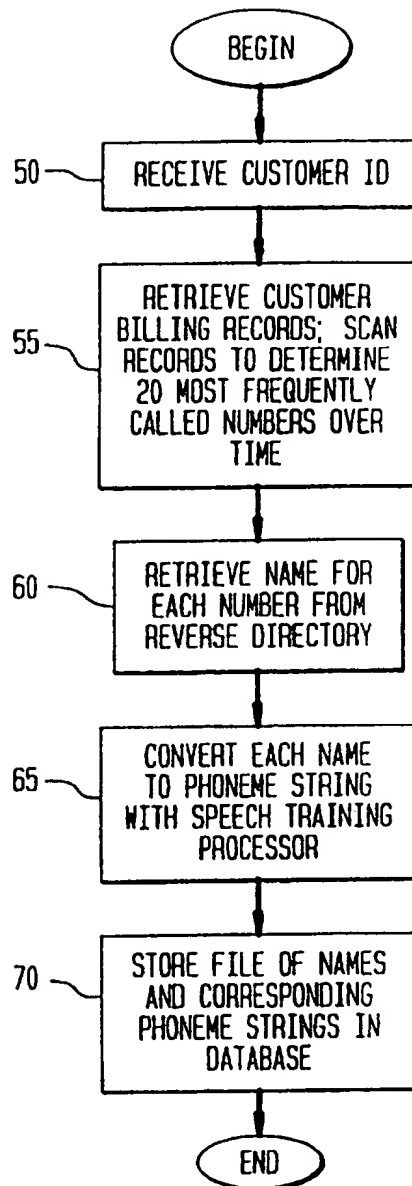 BEGIN
50
RECEIVE CUSTOMER ID
55
RETRIEVE CUSTOMER
BILLING RECORDS; SCAN
RECORDS TO DETERMINE
20 MOST FREQUENTLY
CALLED NUMBERS OVER
TIME
60
RETRIEVE NAME FOR
EACH NUMBER FROM
REVERSE DIRECTORY
65
CONVERT EACH NAME
TO PHONEME STRING
WITH SPEECH TRAINING
PROCESSOR
70
STORE FILE OF NAMES
AND CORRESPONDING
PHONEME STRINGS IN
DATABASE
END